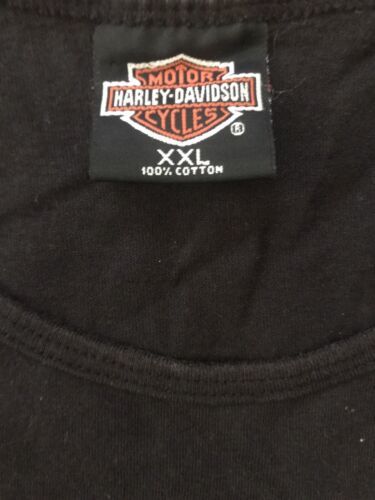 MOTOR
HARLEY-DAVIDSON
CYCLES
®
XXL
100% COTTON